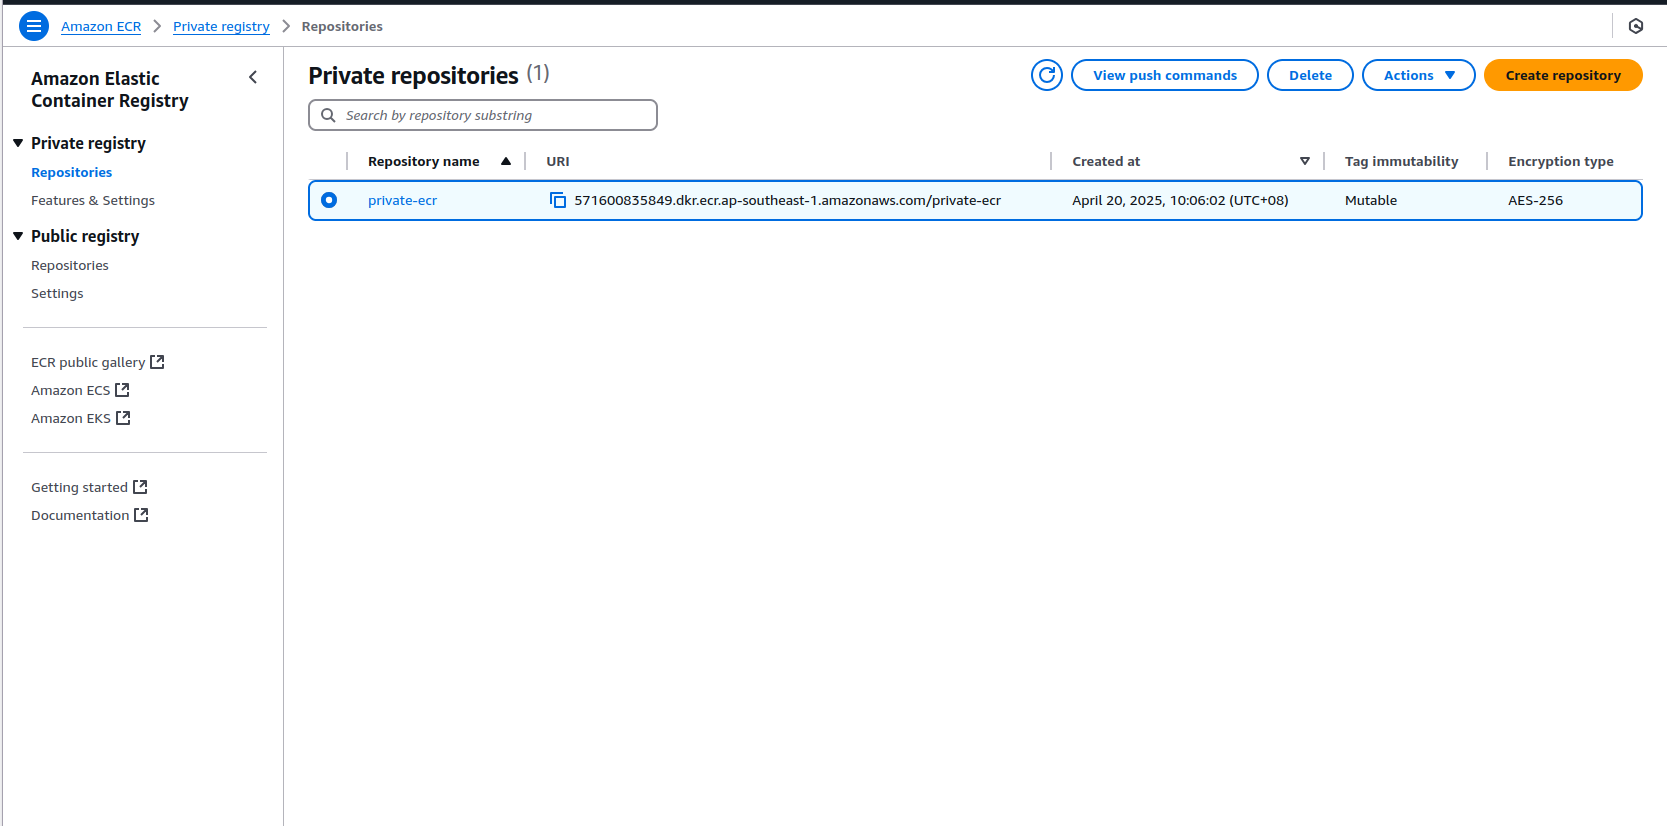 Amazon ECR > Private registry > Repositories
Amazon Elastic
Container Registry
Private registry
Repositories
Features & Settings
Public registry
Repositories
Settings
ECR public gallery
Amazon ECS
Amazon EKS
Getting started
Documentation
Private repositories (1)
View push commands Delete Actions Create repository
Search by repository substring
Repository name URI Created at Tag immutability Encryption type
private-ecr 571600835849.dkr.ecr.ap-southeast-1.amazonaws.com/private-ecr April 20, 2025, 10:06:02 (UTC+08) Mutable AES-256